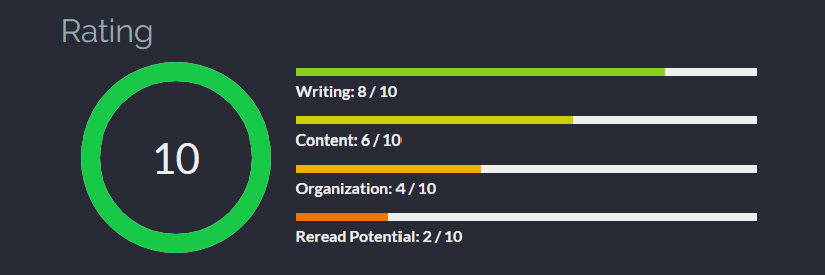 Rating
10
Writing: 8 / 10
Content: 6 / 10
Organization: 4 / 10
Reread Potential: 2 / 10